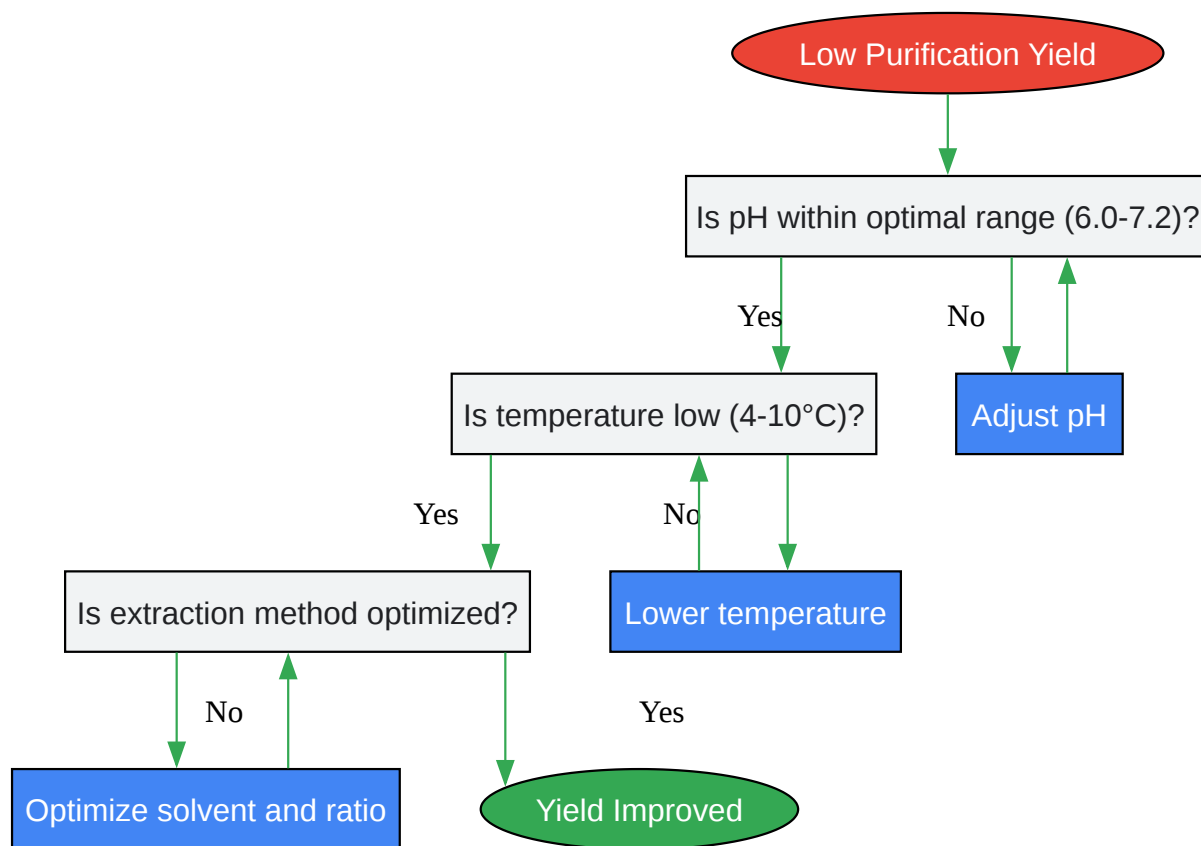 Low Purification Yield
Is pH within optimal range (6.0-7.2)?
Yes
No
Is temperature low (4-10°C)?
Adjust pH
Yes
No
Is extraction method optimized?
Lower temperature
No
Yes
Optimize solvent and ratio
Yield Improved